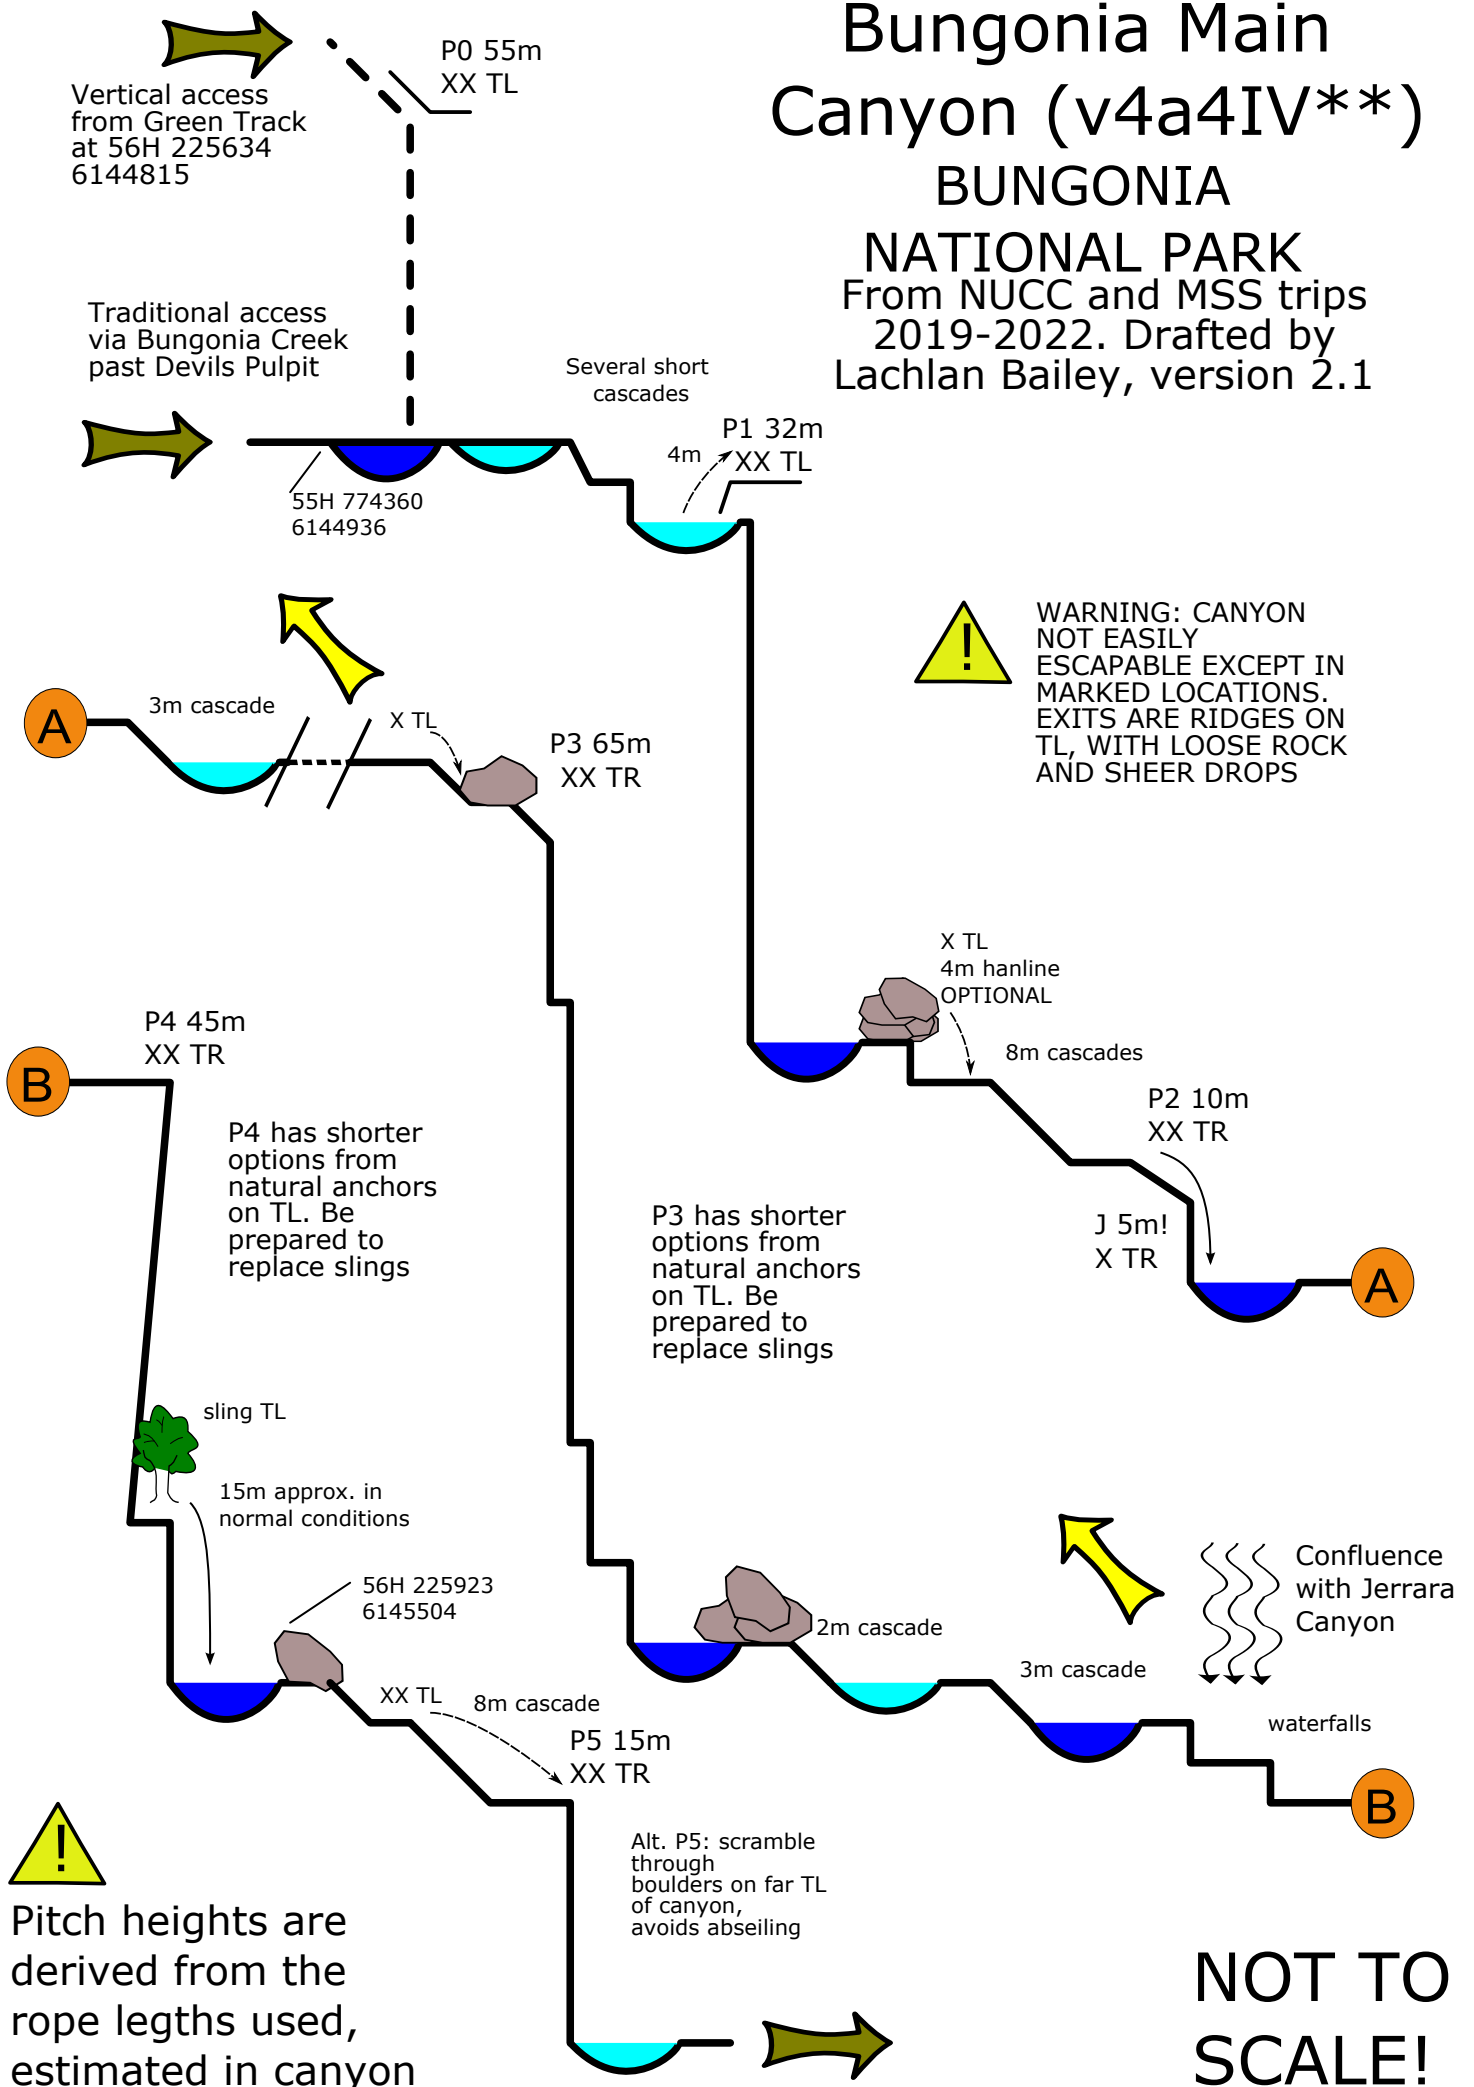 Bungonia Main
Canyon (v4a4IV**)
BUNGONIA
NATIONAL PARK
From NUCC and MSS trips
2019-2022. Drafted by
Lachlan Bailey, version 2.1
P0 55m
XX TL
Vertical access
from Green Track
at 56H 225634
6144815
Traditional access
via Bungonia Creek
past Devils Pulpit
55H 774360
6144936
Several short
cascades
4m
P1 32m
XX TL
!
WARNING: CANYON
NOT EASILY
ESCAPABLE EXCEPT IN
MARKED LOCATIONS.
EXITS ARE RIDGES ON
TL, WITH LOOSE ROCK
AND SHEER DROPS
X TL
4m hanline
OPTIONAL
8m cascades
P2 10m
XX TR
J 5m!
X TR
A
A
3m cascade
X TL
P3 65m
XX TR
P3 has shorter
options from
natural anchors
on TL. Be
prepared to
replace slings
2m cascade
3m cascade
Confluence
with Jerrara
Canyon
waterfalls
B
B
P4 45m
XX TR
P4 has shorter
options from
natural anchors
on TL. Be
prepared to
replace slings
sling TL
15m approx. in
normal conditions
56H 225923
6145504
XX TL
8m cascade
P5 15m
XX TR
Alt. P5: scramble
through
boulders on far TL
of canyon,
avoids abseiling
!
Pitch heights are
derived from the
rope legths used,
estimated in canyon
NOT TO
SCALE!